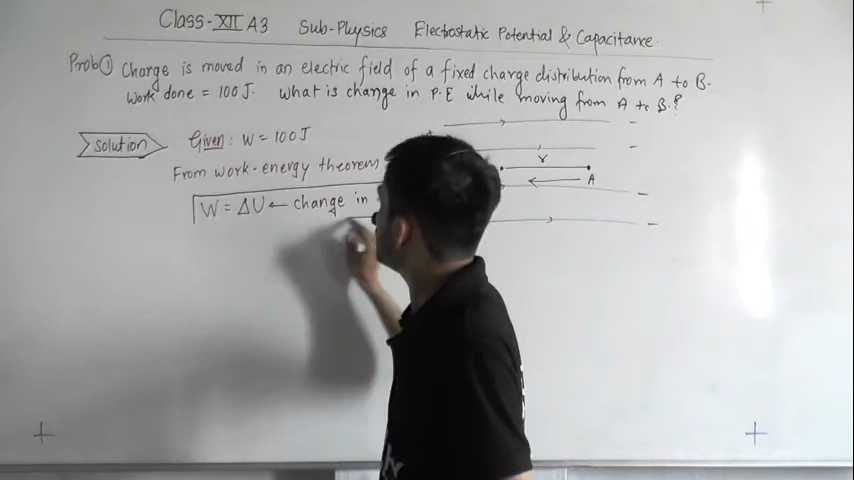 Class-XII A3 Sub-Physics Electrostatic Potential & Capacitance.
Prob① Charge is moved in an electric field of a fixed charge distribution from A to B.
Work done = 100J. What is change in P.E while moving from A to B.?
solution
Given: W = 100J
From work-energy theorem
W = ΔU ← change in
A